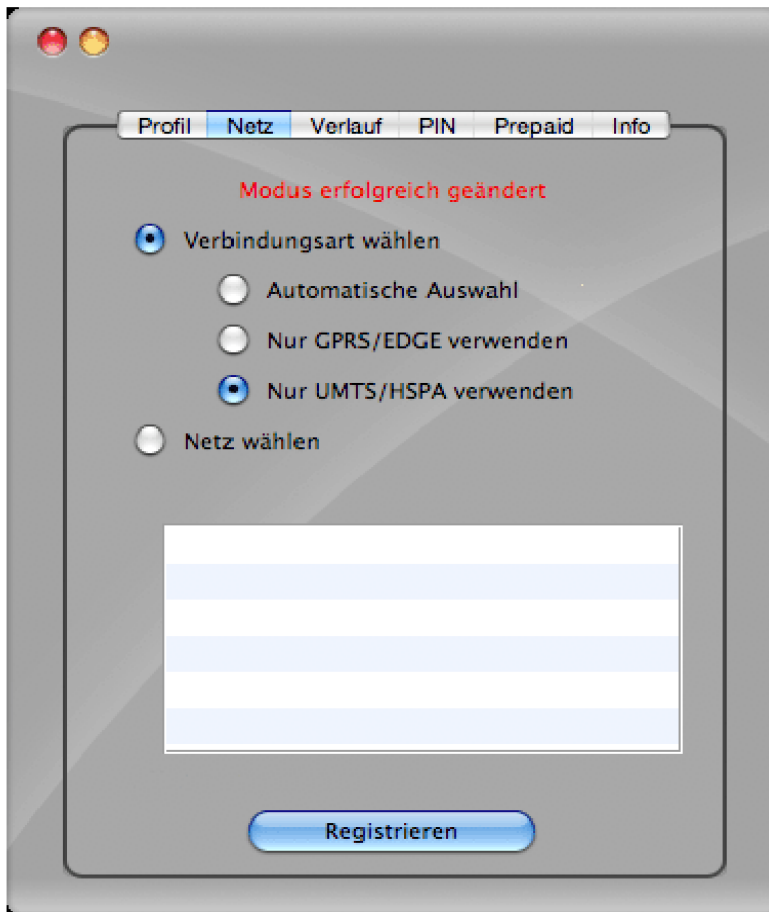 Profil Netz Verlauf PIN Prepaid Info
Modus erfolgreich geändert
Verbindungsart wählen
Automatische Auswahl
Nur GPRS/EDGE verwenden
Nur UMTS/HSPA verwenden
Netz wählen
Registrieren